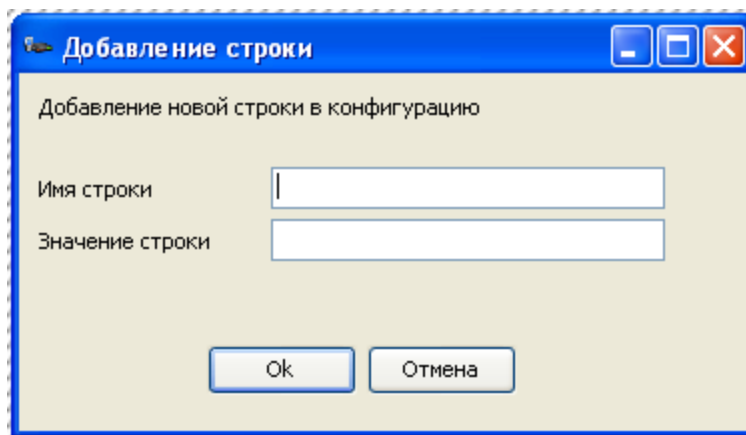 Добавление строки
Добавление новой строки в конфигурацию
Имя строки
Значение строки
Ok Отмена